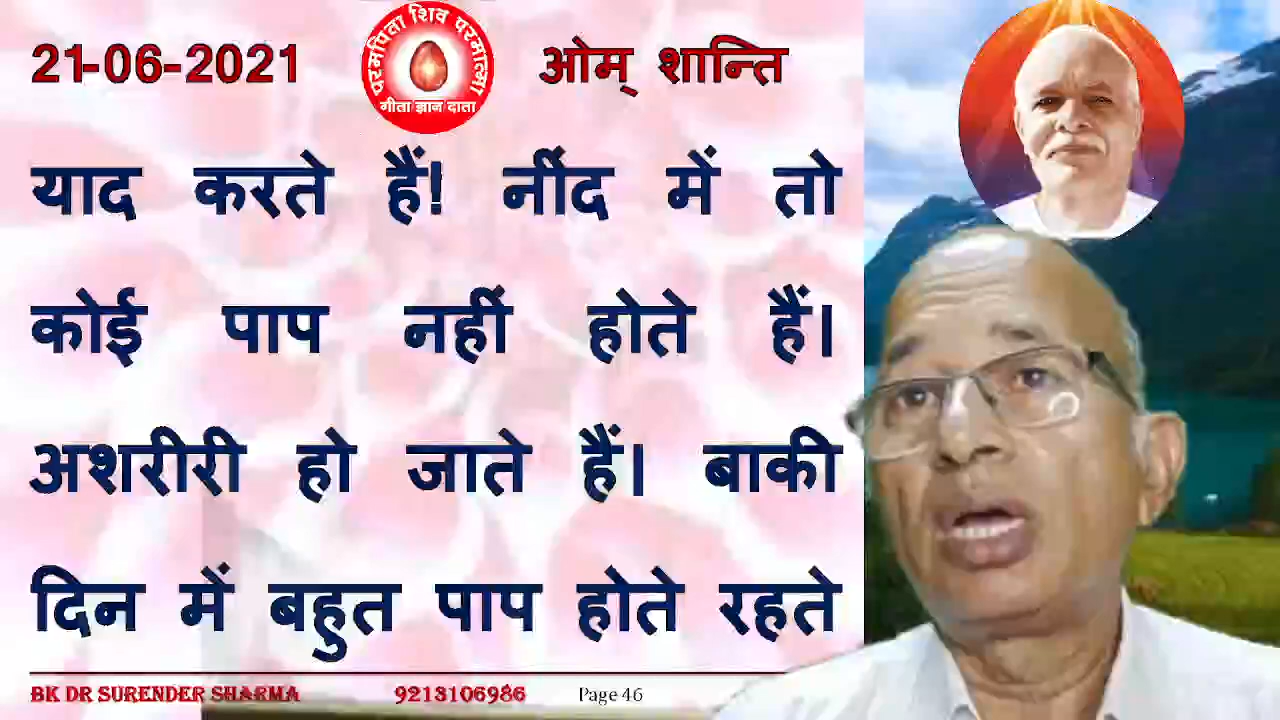 21-06-2021
परमपिता शिव परमात्मा
गीता ज्ञान दाता
ओम् शान्ति
याद करते हैं! नींद में तो
कोई पाप नहीं होते हैं।
अशरीरी हो जाते हैं। बाकी
दिन में बहुत पाप होते रहते
BK DR SURENDER SHARMA 9213106986 Page 46